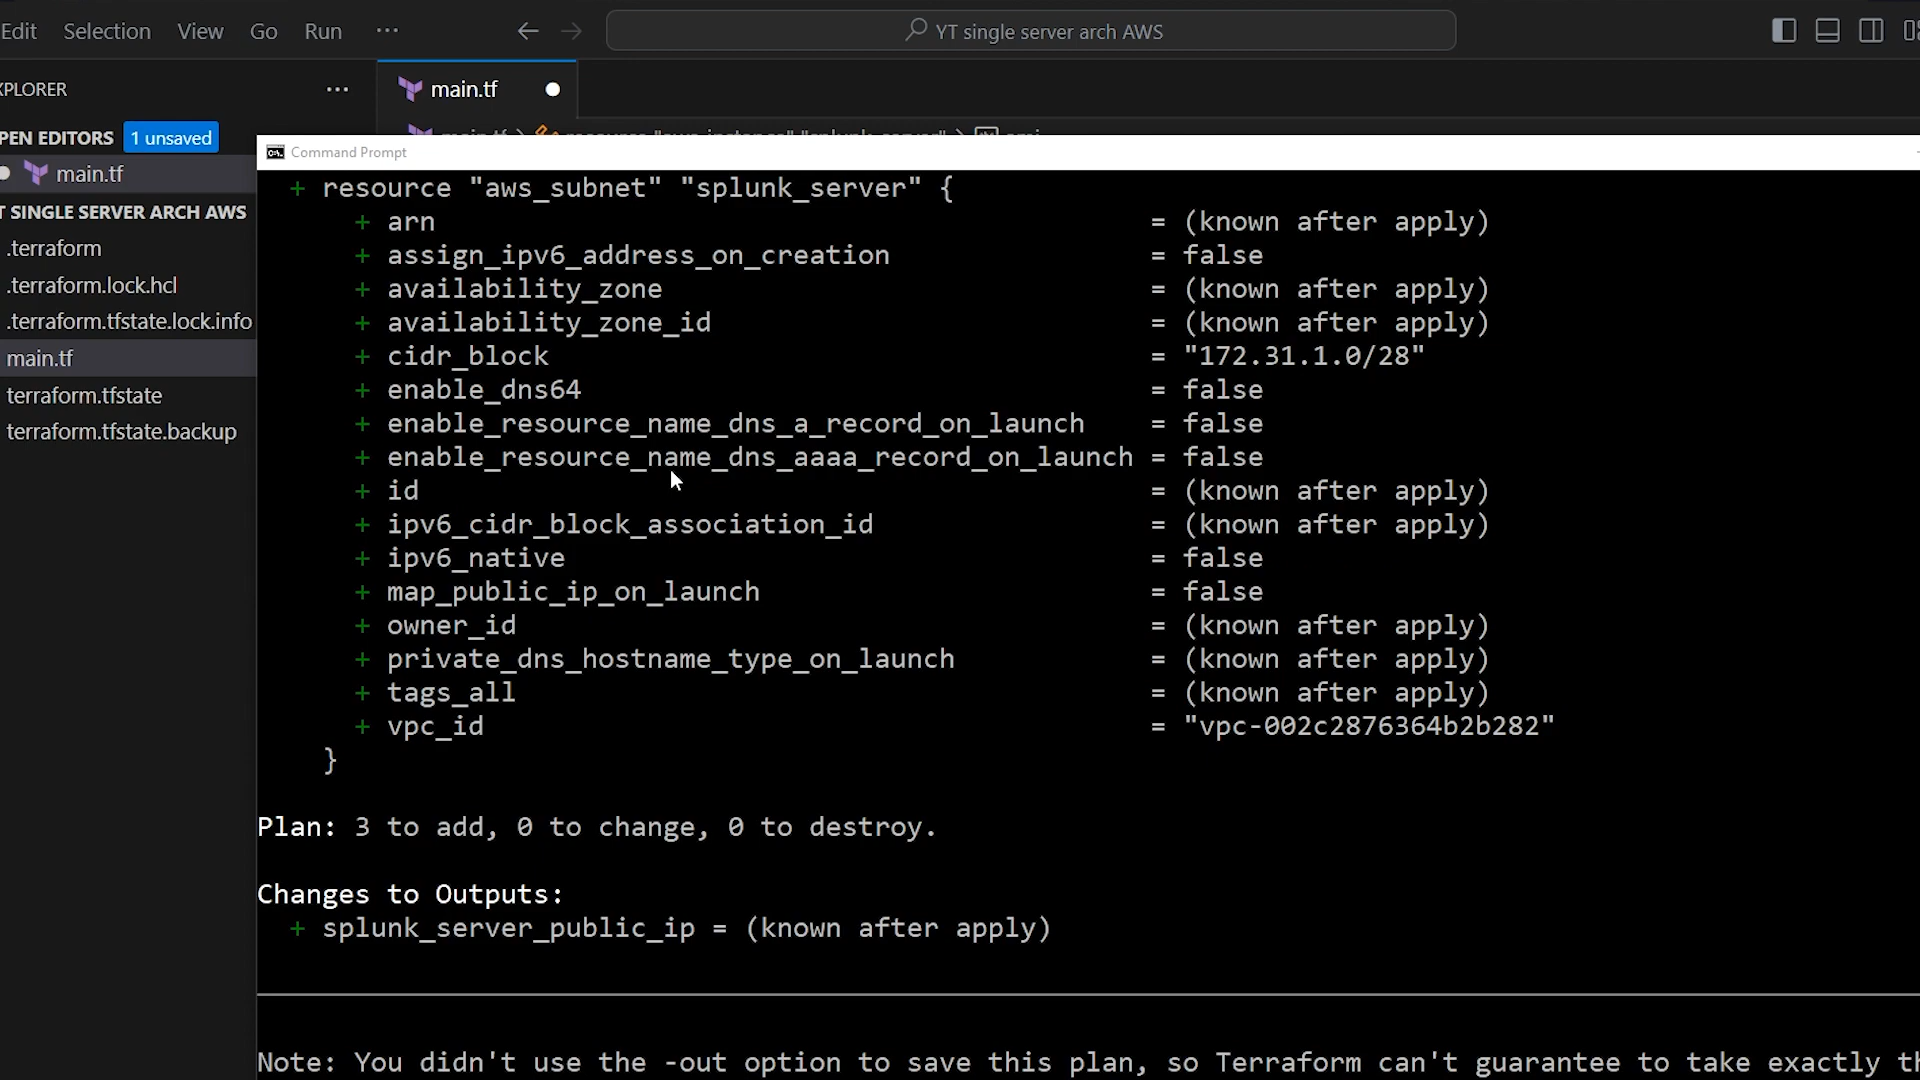 Edit Selection View Go Run ··· YT single server arch AWS
XPLORER ··· main.tf
PEN EDITORS 1 unsaved
main.tf
Command Prompt
T SINGLE SERVER ARCH AWS
.terraform
.terraform.lock.hcl
.terraform.tfstate.lock.info
main.tf
terraform.tfstate
terraform.tfstate.backup
+ resource "aws_subnet" "splunk_server" {
+ arn = (known after apply)
+ assign_ipv6_address_on_creation = false
+ availability_zone = (known after apply)
+ availability_zone_id = (known after apply)
+ cidr_block = "172.31.1.0/28"
+ enable_dns64 = false
+ enable_resource_name_dns_a_record_on_launch = false
+ enable_resource_name_dns_aaaa_record_on_launch = false
+ id = (known after apply)
+ ipv6_cidr_block_association_id = (known after apply)
+ ipv6_native = false
+ map_public_ip_on_launch = false
+ owner_id = (known after apply)
+ private_dns_hostname_type_on_launch = (known after apply)
+ tags_all = (known after apply)
+ vpc_id = "vpc-002c2876364b2b282"
}
Plan: 3 to add, 0 to change, 0 to destroy.
Changes to Outputs:
+ splunk_server_public_ip = (known after apply)
Note: You didn't use the -out option to save this plan, so Terraform can't guarantee to take exactly th